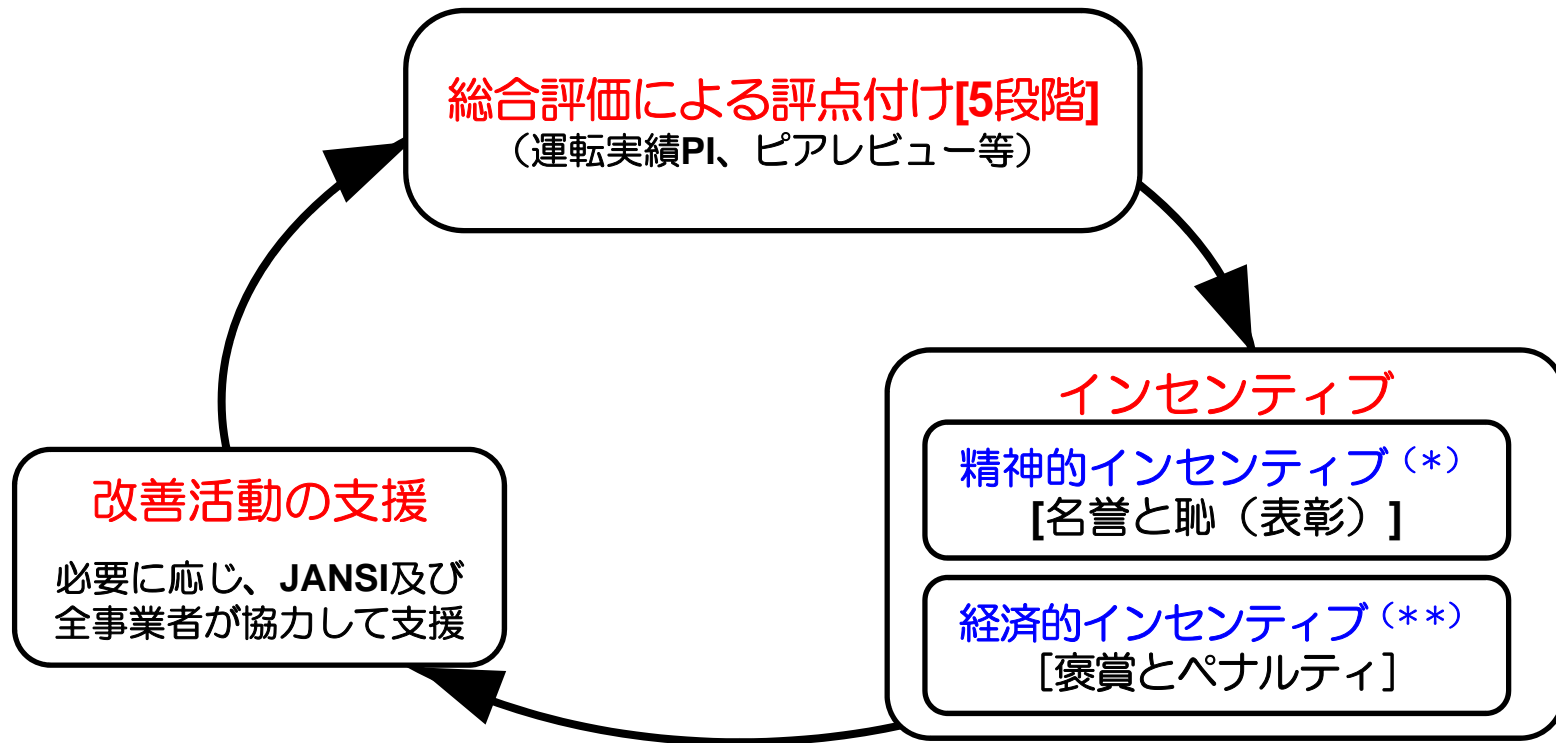 総合評価による評点付け[5段階]
（運転実績PI、ピアレビュー等）
インセンティブ
精神的インセンティブ（＊）
[名誉と恥（表彰）]
経済的インセンティブ（＊＊）
［褒賞とペナルティ］
改善活動の支援
必要に応じ、JANSI及び
全事業者が協力して支援